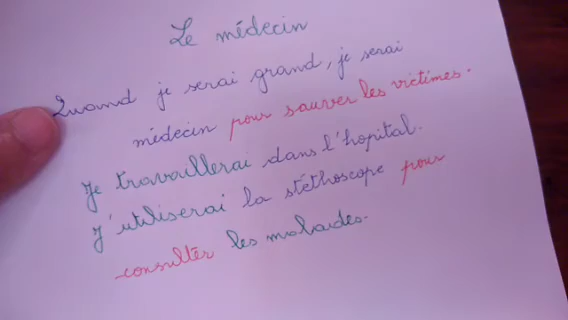 Le médecin
Quand je serai grand, je serai
médecin pour sauver les victimes.
Je travaillerai dans l'hopital.
J'utiliserai la stéthoscope pour
consulter les malades.